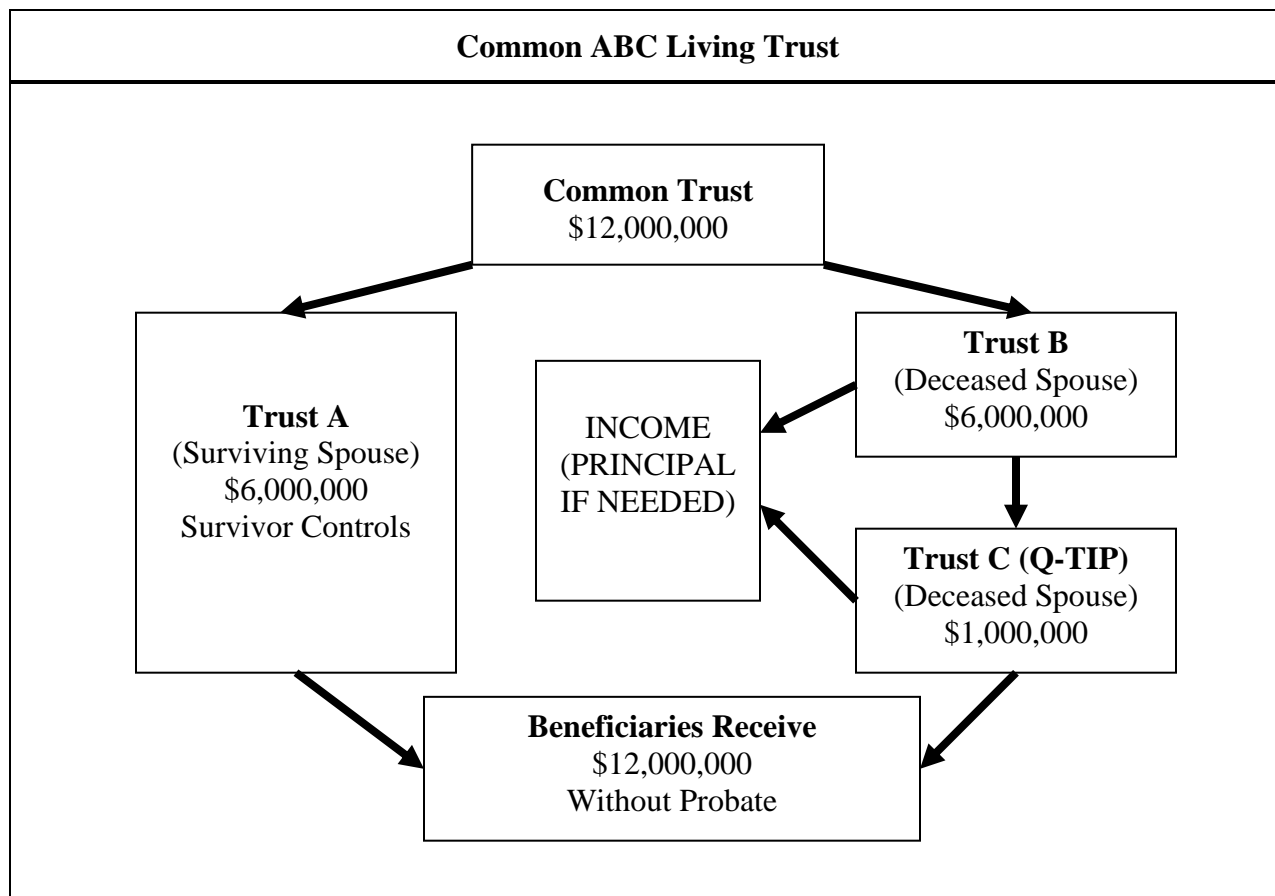 Common ABC Living Trust
Common Trust
$12,000,000
Trust A
(Surviving Spouse)
$6,000,000
Survivor Controls
INCOME
(PRINCIPAL
IF NEEDED)
Trust B
(Deceased Spouse)
$6,000,000
Trust C (Q-TIP)
(Deceased Spouse)
$1,000,000
Beneficiaries Receive
$12,000,000
Without Probate